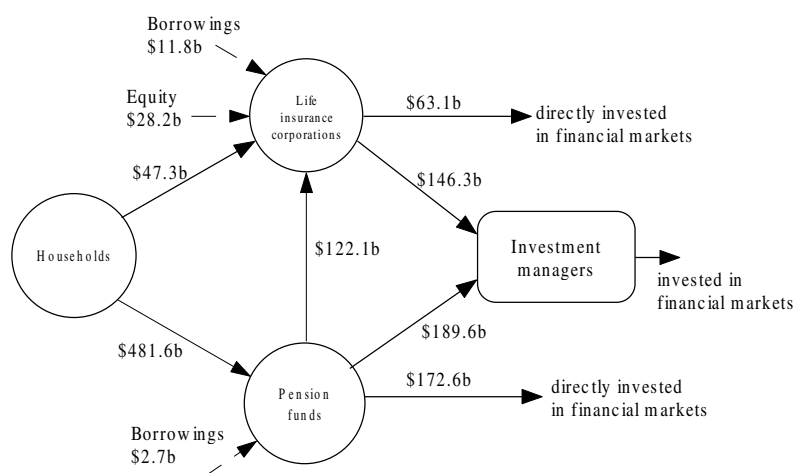 Borrowings
$11.8b
Equity
$28.2b
Life
insurance
corporations
$63.1b
directly invested
in financial markets
$47.3b
$146.3b
Households
$122.1b
Investment
managers
invested in
financial markets
$481.6b
$189.6b
Pension
funds
$172.6b
directly invested
in financial markets
Borrowings
$2.7b